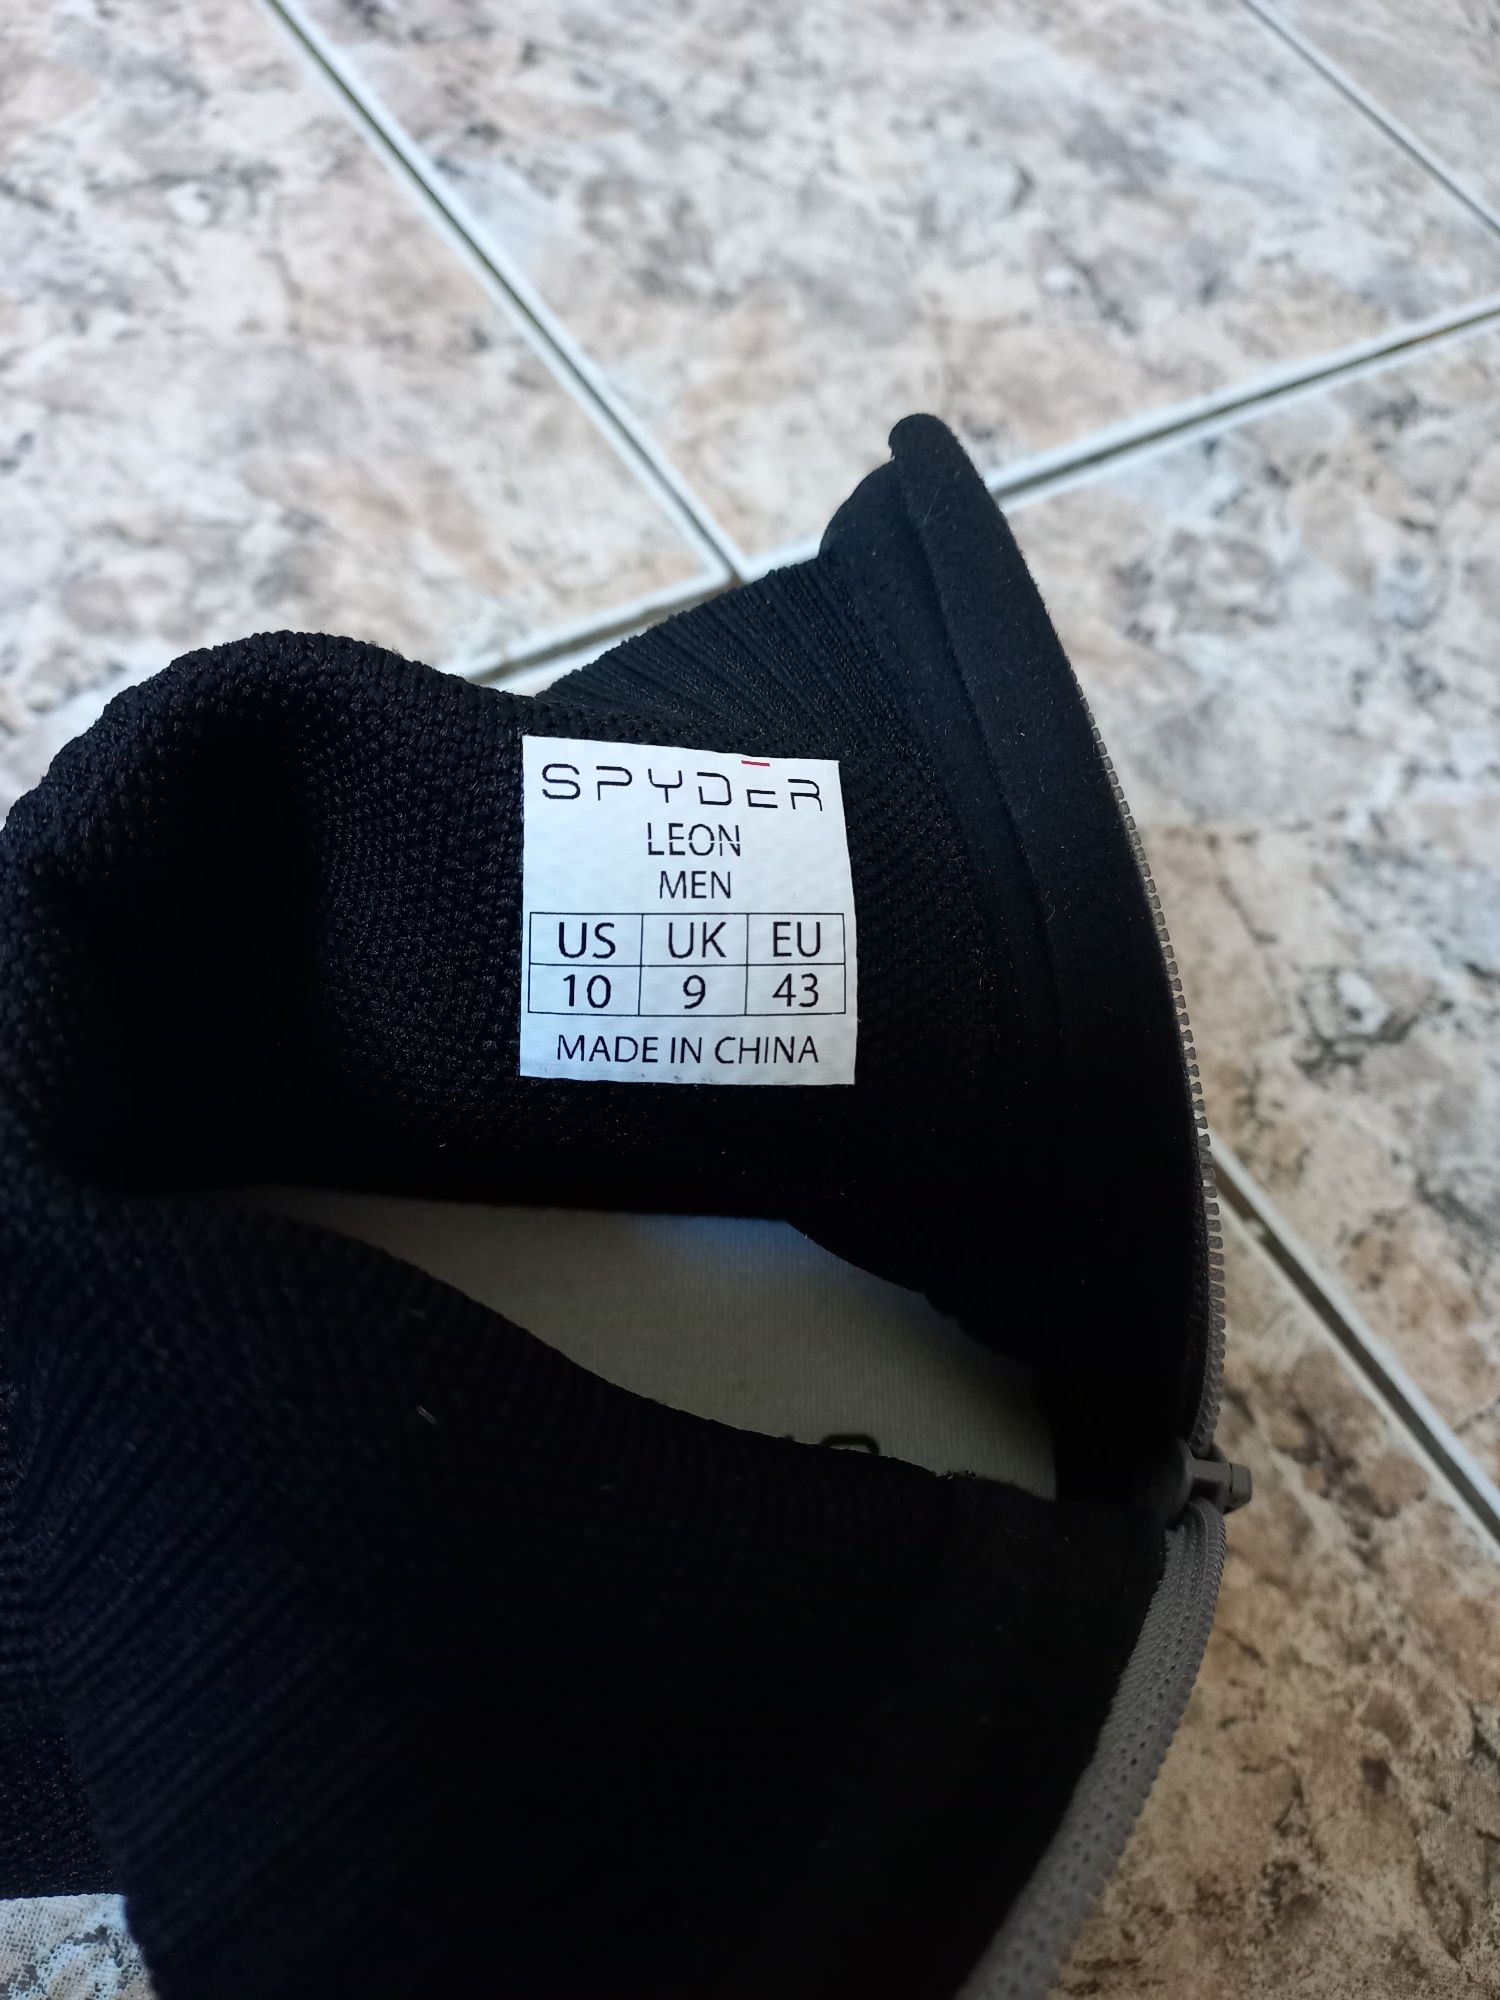 SPYDER
LEON
MEN
US UK EU
10 9 43
MADE IN CHINA